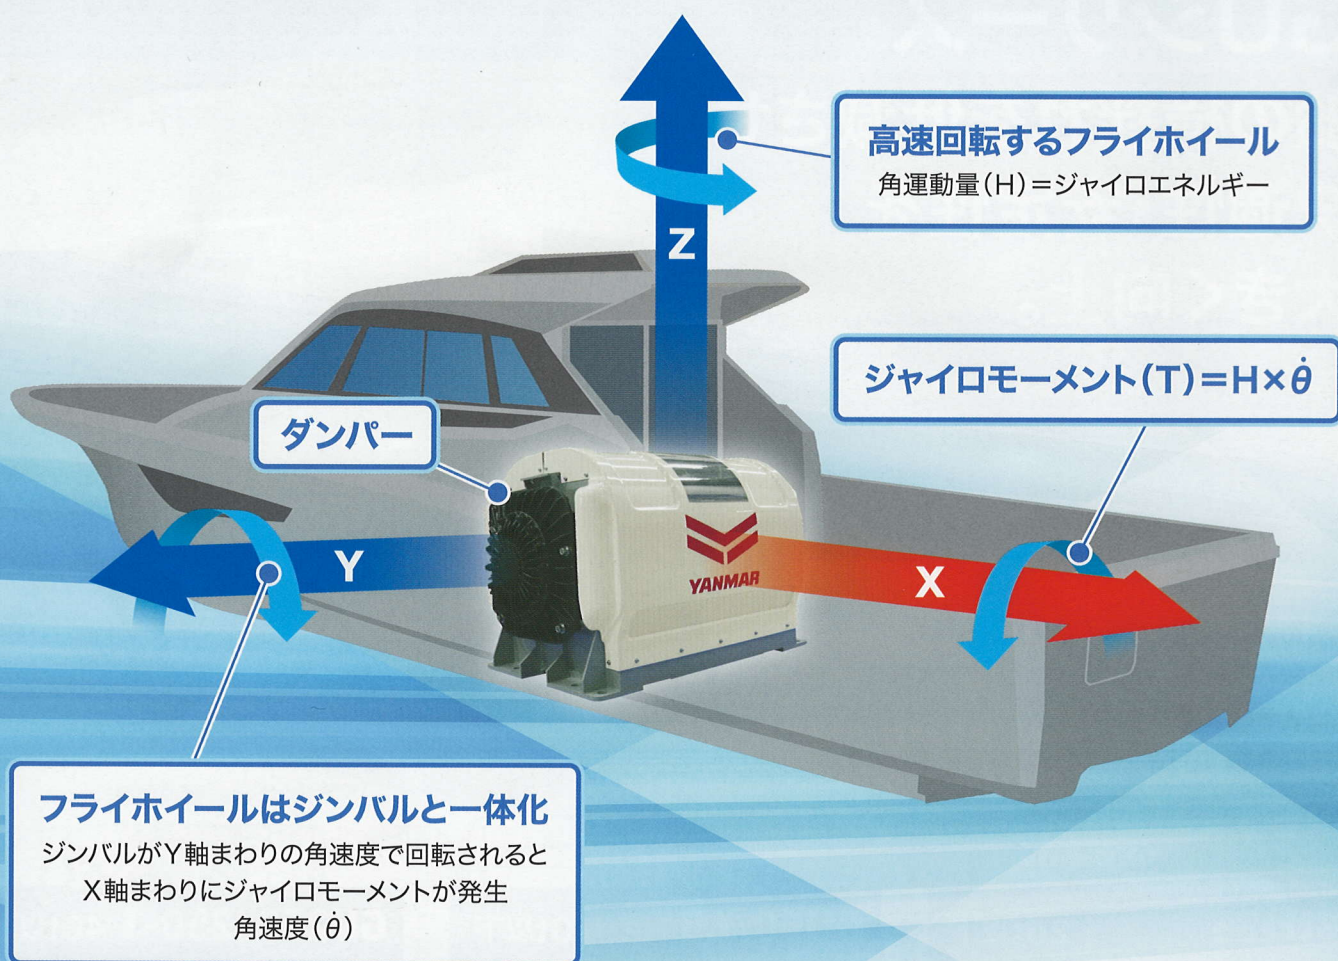 高速回転するフライホイール
角運動量(H)=ジャイロエネルギー
Z
ジャイロモーメント(T)=H×θ̇
ダンパー
Y
X
YANMAR
フライホイールはジンバルと一体化
ジンバルがY軸まわりの角速度で回転されると
X軸まわりにジャイロモーメントが発生
角速度(θ̇)